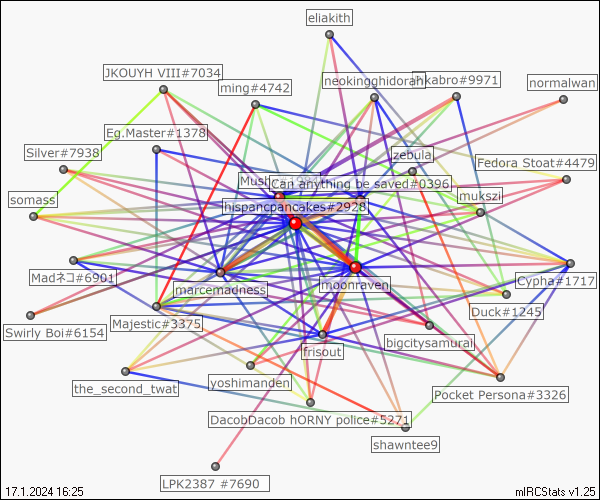 eliakith
JKOUYH VIII#7034
neokingghidorah
#9971
normalwan
ming#4742
Eg.Master#1378
Silver#7938
zebula
Fedora Stoat#4479
Can anything be saved#0396
somass
hispancpancakes#2928
mukszi
Madネコ#6901
marcemadness
moonraven
Cypha#1717
Duck#1245
Swirly Boi#6154
Majestic#3375
frisout
bigcitysamurai
the_second_twat
yoshimanden
Pocket Persona#3326
DacobDacob hORNY police#5271
shawntee9
LPK2387 #7690
17.1.2024 16:25
mIRCStats v1.25